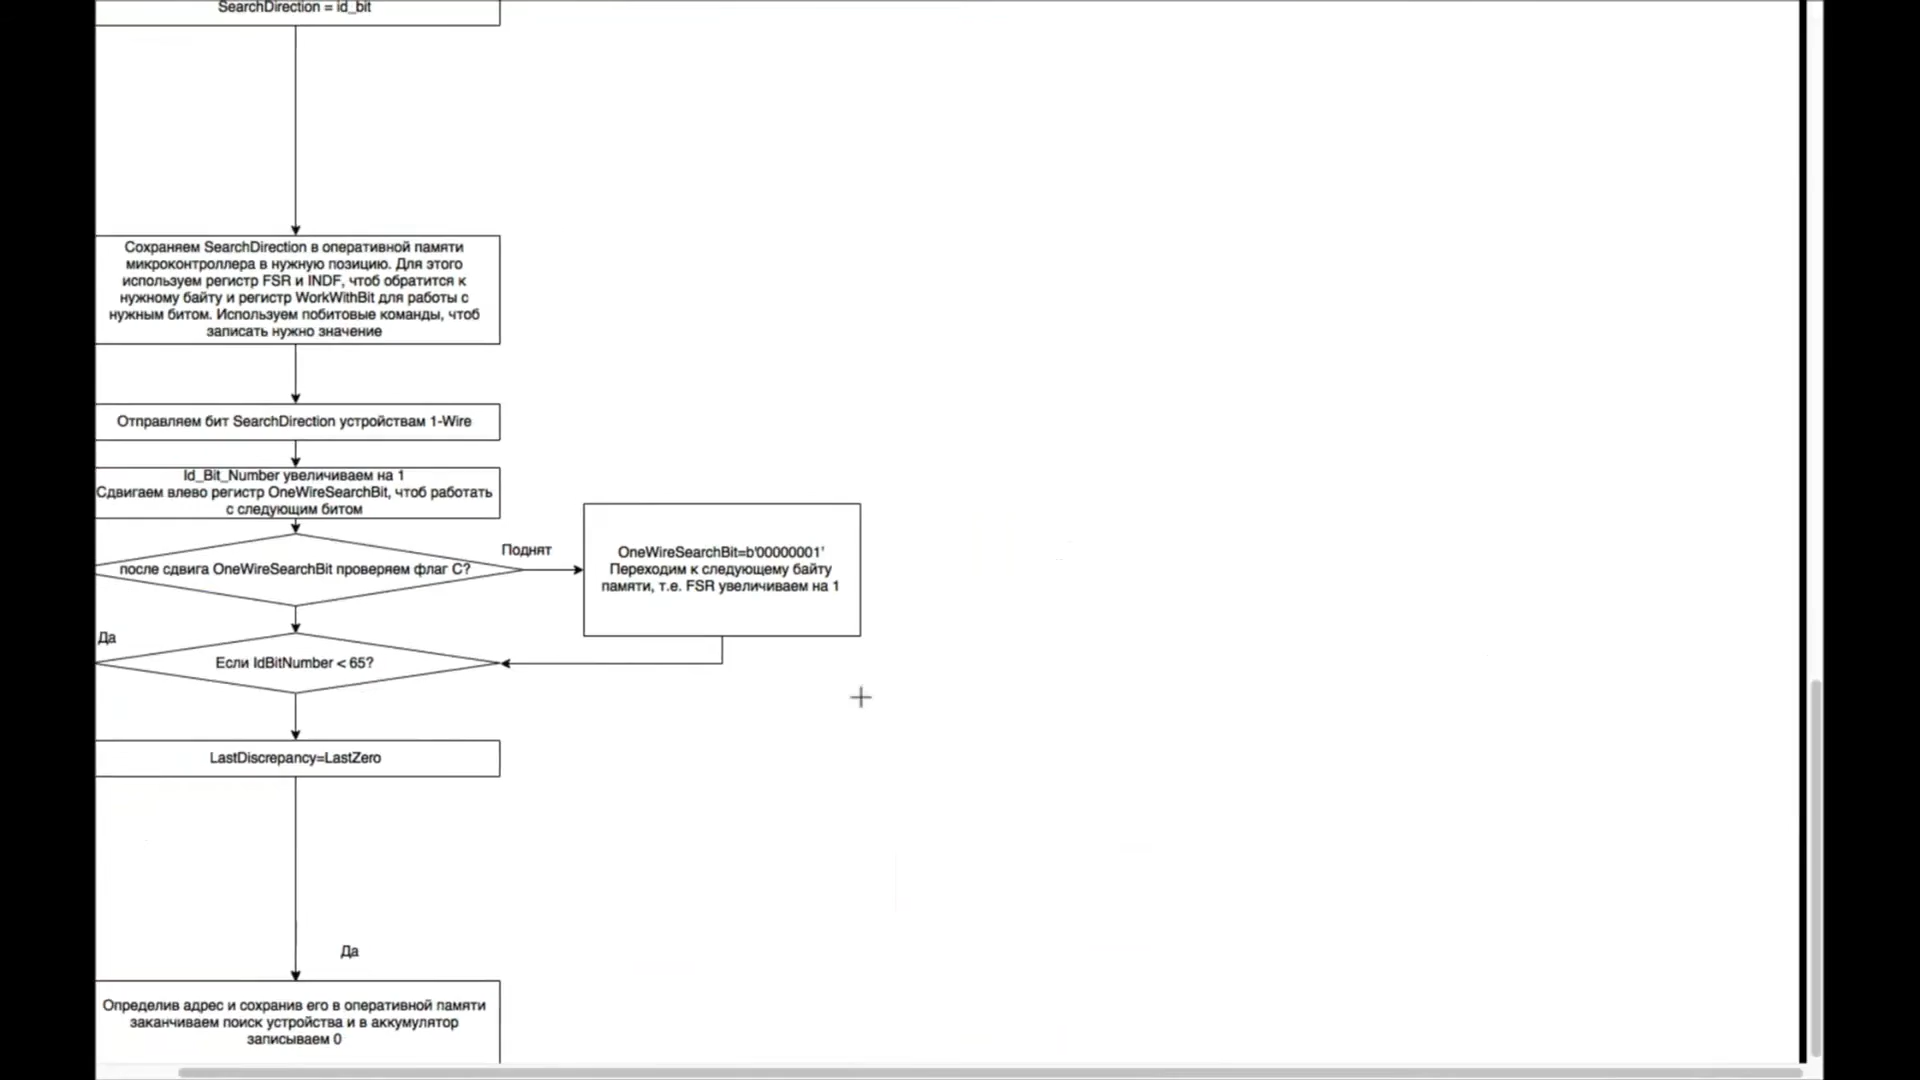 SearchDirection = id_bit
Сохраняем SearchDirection в оперативной памяти
микроконтроллера в нужную позицию. Для этого
используем регистр FSR и INDF, чтоб обратится к
нужному байту и регистр WorkWithBit для работы с
нужным битом. Используем побитовые команды, чтоб
записать нужно значение
Отправляем бит SearchDirection устройствам 1-Wire
Id_Bit_Number увеличиваем на 1
Сдвигаем влево регистр OneWireSearchBit, чтоб работать
с следующим битом
Поднят
после сдвига OneWireSearchBit проверяем флаг C?
OneWireSearchBit=b'00000001'
Переходим к следующему байту
памяти, т.е. FSR увеличиваем на 1
Да
Если IdBitNumber < 65?
LastDiscrepancy=LastZero
Да
Определив адрес и сохранив его в оперативной памяти
заканчиваем поиск устройства и в аккумулятор
записываем 0